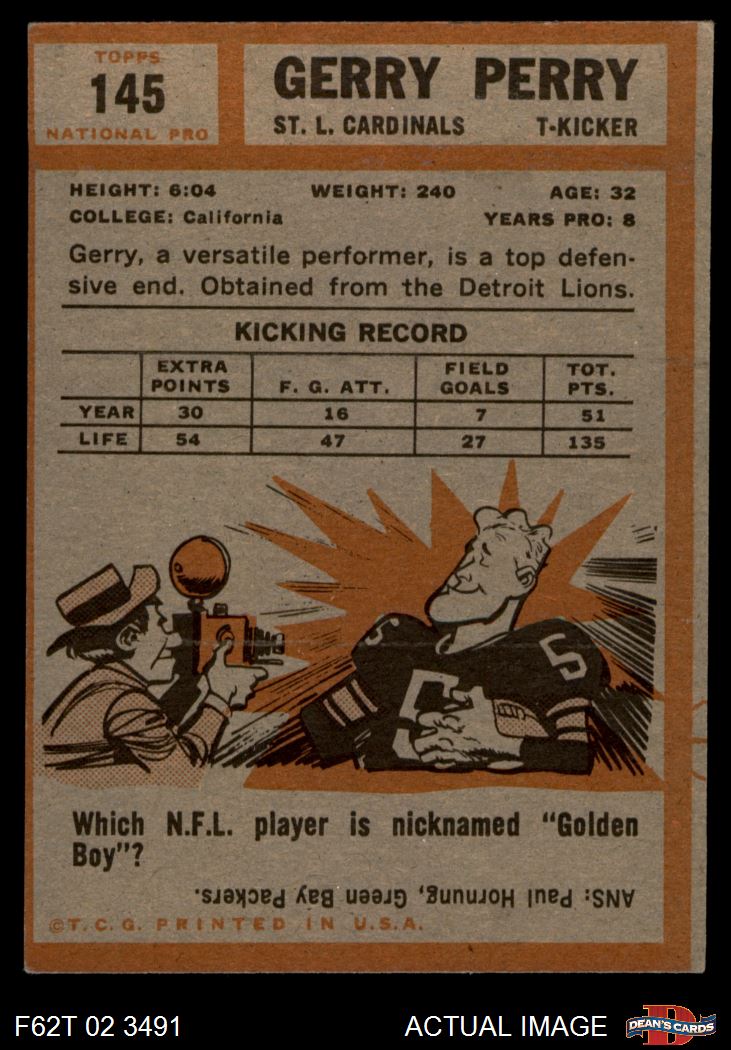 TOPPS
145
NATIONAL PRO
GERRY PERRY
ST. L. CARDINALS T-KICKER
HEIGHT: 6:04 WEIGHT: 240 AGE: 32
COLLEGE: California YEARS PRO: 8
Gerry, a versatile performer, is a top defen-
sive end. Obtained from the Detroit Lions.
KICKING RECORD
EXTRA POINTS F. G. ATT. FIELD GOALS TOT. PTS.
YEAR 30 16 7 51
LIFE 54 47 27 135
5
5
Which N.F.L. player is nicknamed "Golden
Boy"?
ANS: Paul Hornung, Green Bay Packers.
©T.C.G. PRINTED IN U.S.A.
F62T 02 3491 ACTUAL IMAGE DEAN'S CARDS